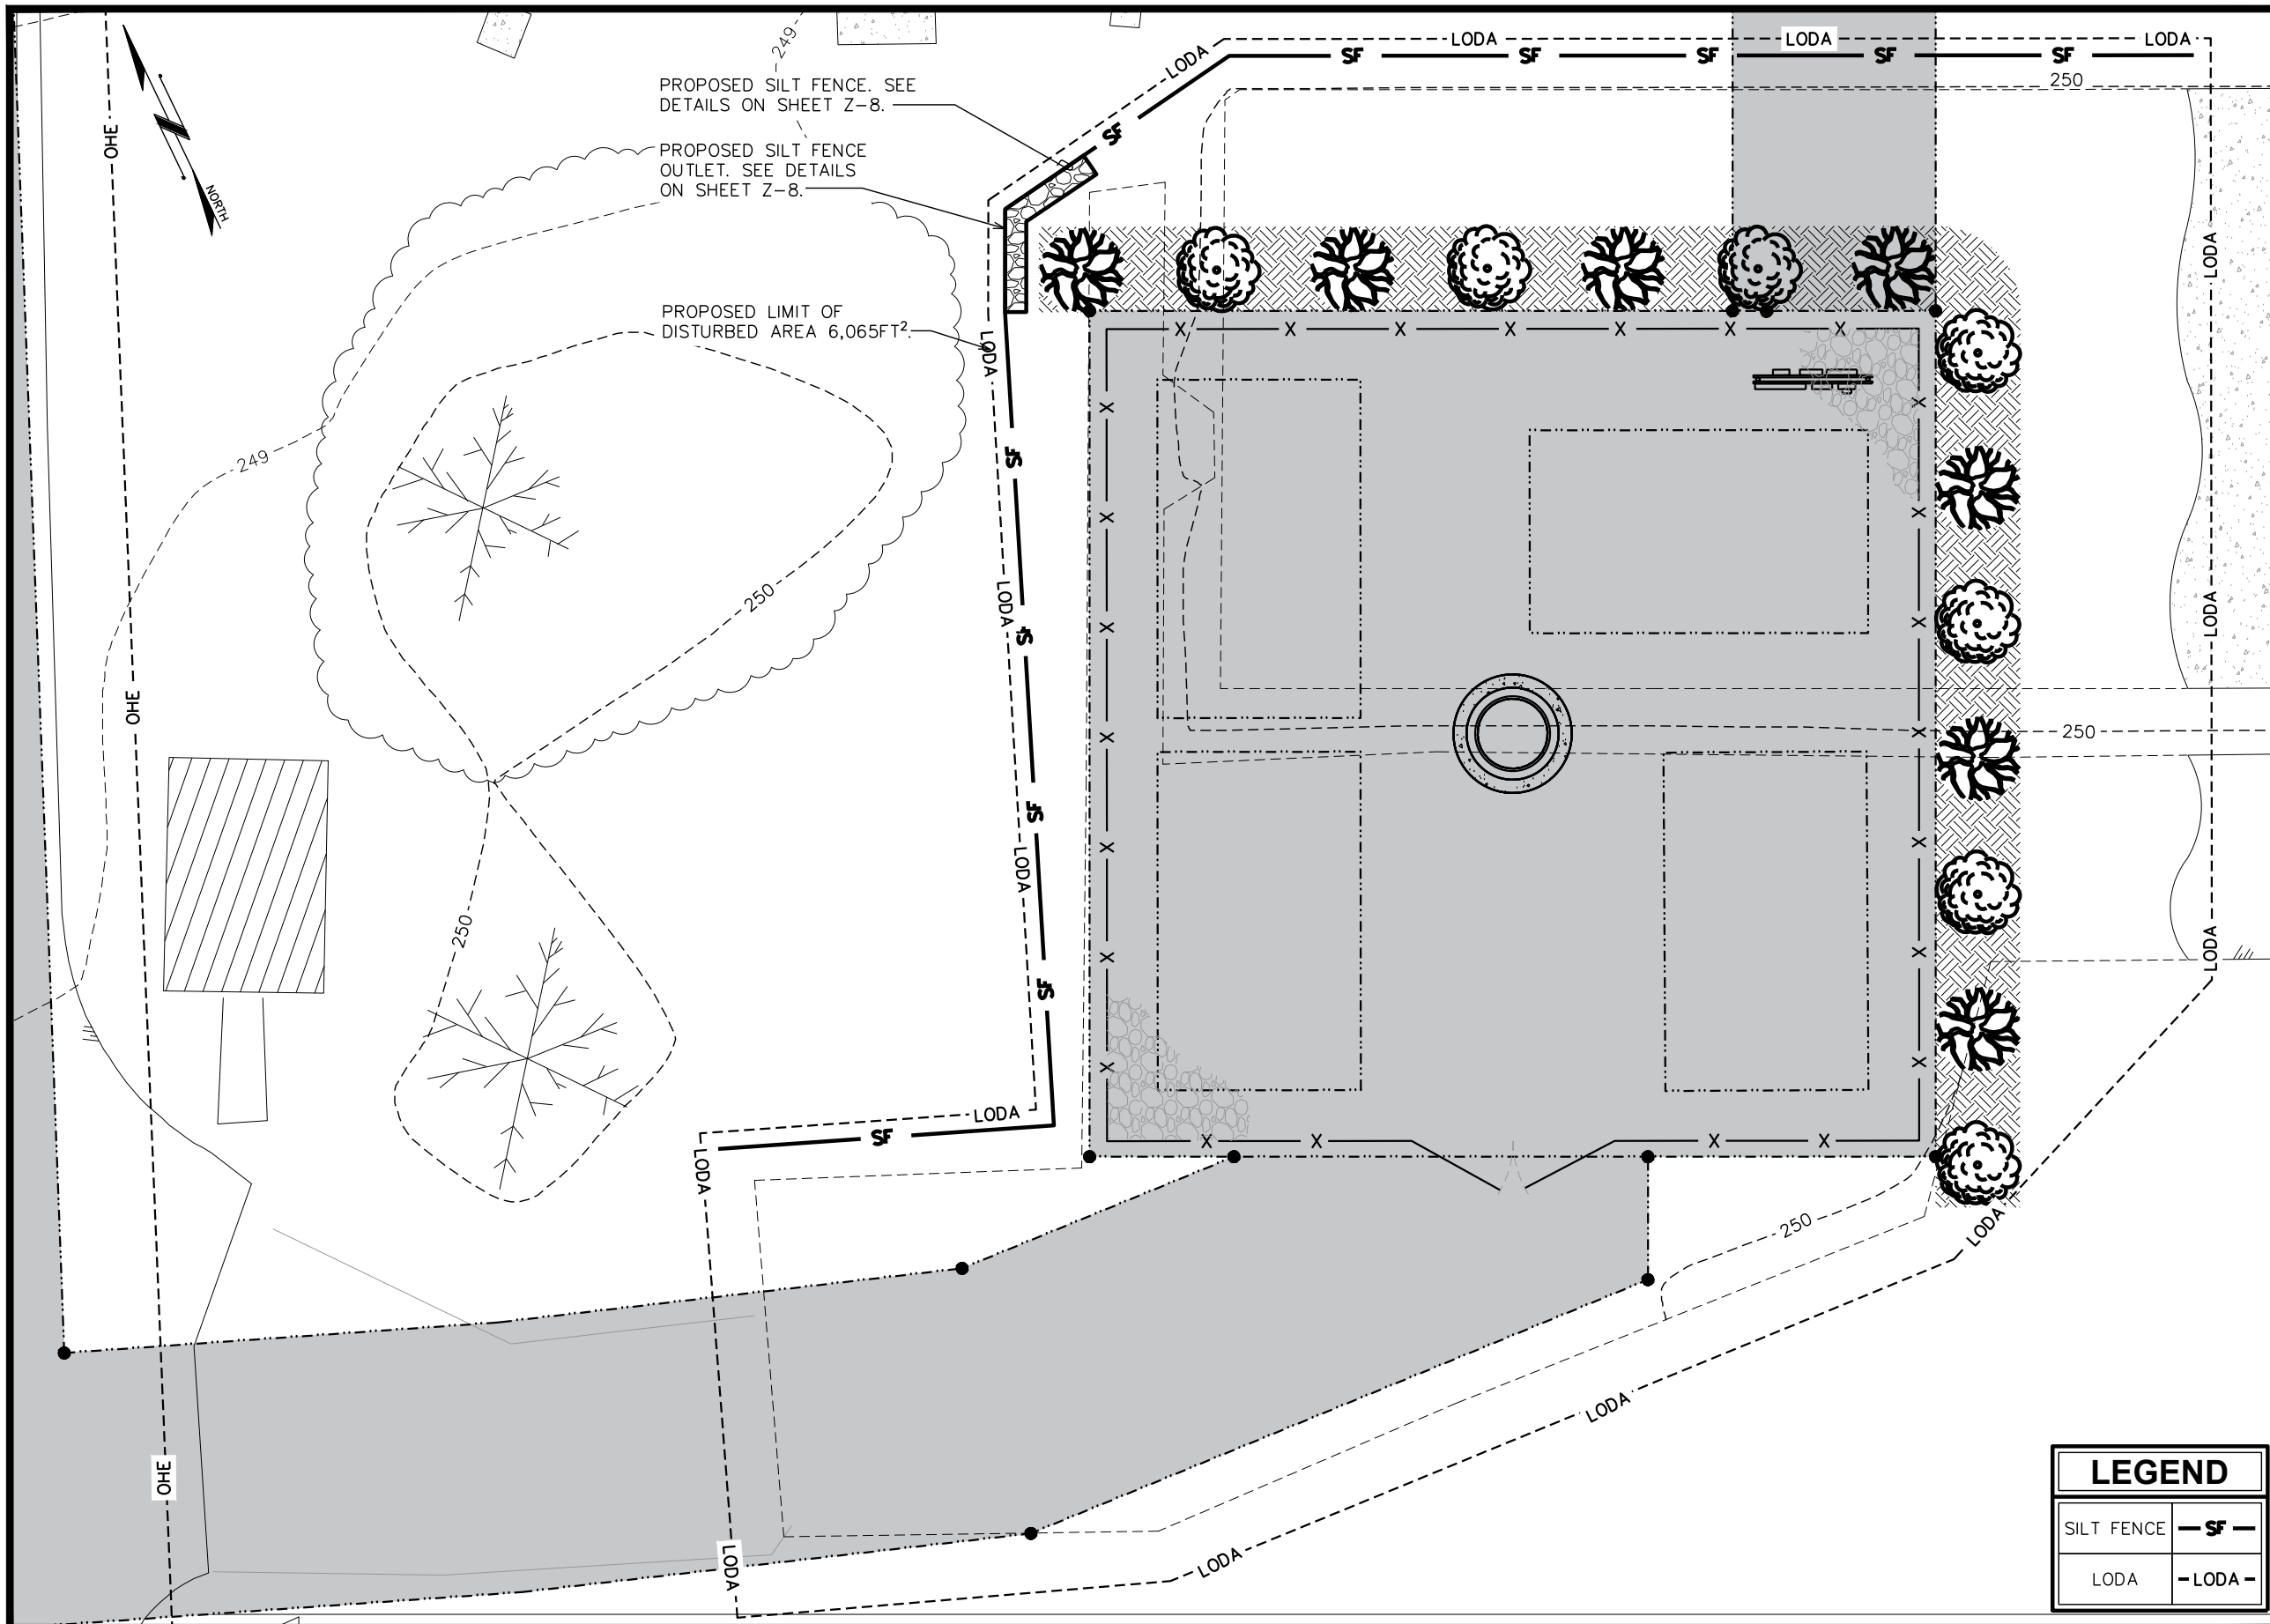 249
LODA
LODA
LODA
LODA
SF
SF
SF
SF
SF
250
PROPOSED SILT FENCE. SEE
DETAILS ON SHEET Z-8.
OHE
SF
PROPOSED SILT FENCE
OUTLET. SEE DETAILS
ON SHEET Z-8.
NORTH
LODA
PROPOSED LIMIT OF
DISTURBED AREA 6,065FT².
LODA
X X X X X X X
X X
249
SF
X X
250
LODA
LODA
SF
X X
OHE
250
X X
SF
X X
LODA
250
LODA
X X
SF
X X
LODA
SF
X X X X
LODA
LODA
250
LODA
OHE
LODA
LODA
LEGEND
SILT FENCE SF
LODA LODA